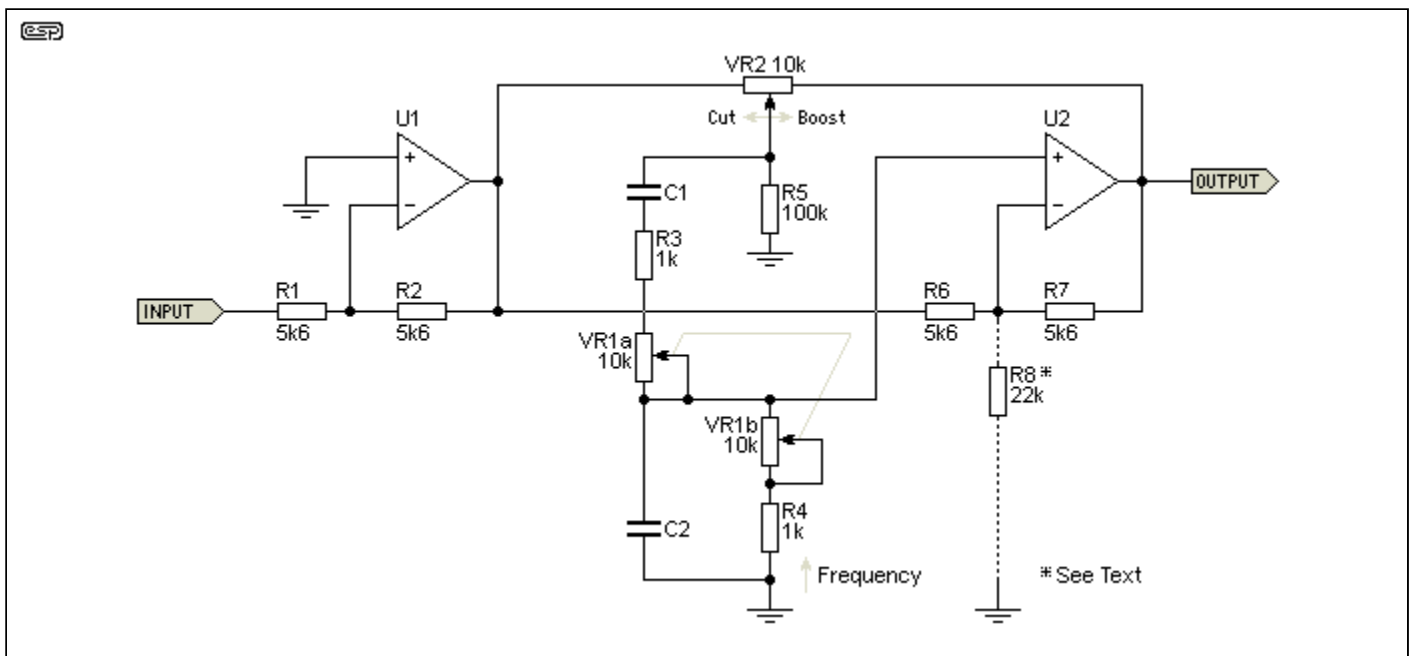 esp
VR2 10k
Cut
Boost
U1
U2
+
+
-
-
C1
R5
100k
OUTPUT
R3
1k
INPUT
R1
5k6
R2
5k6
R6
5k6
R7
5k6
VR1a
10k
R8 *
22k
VR1b
10k
C2
R4
1k
Frequency
* See Text